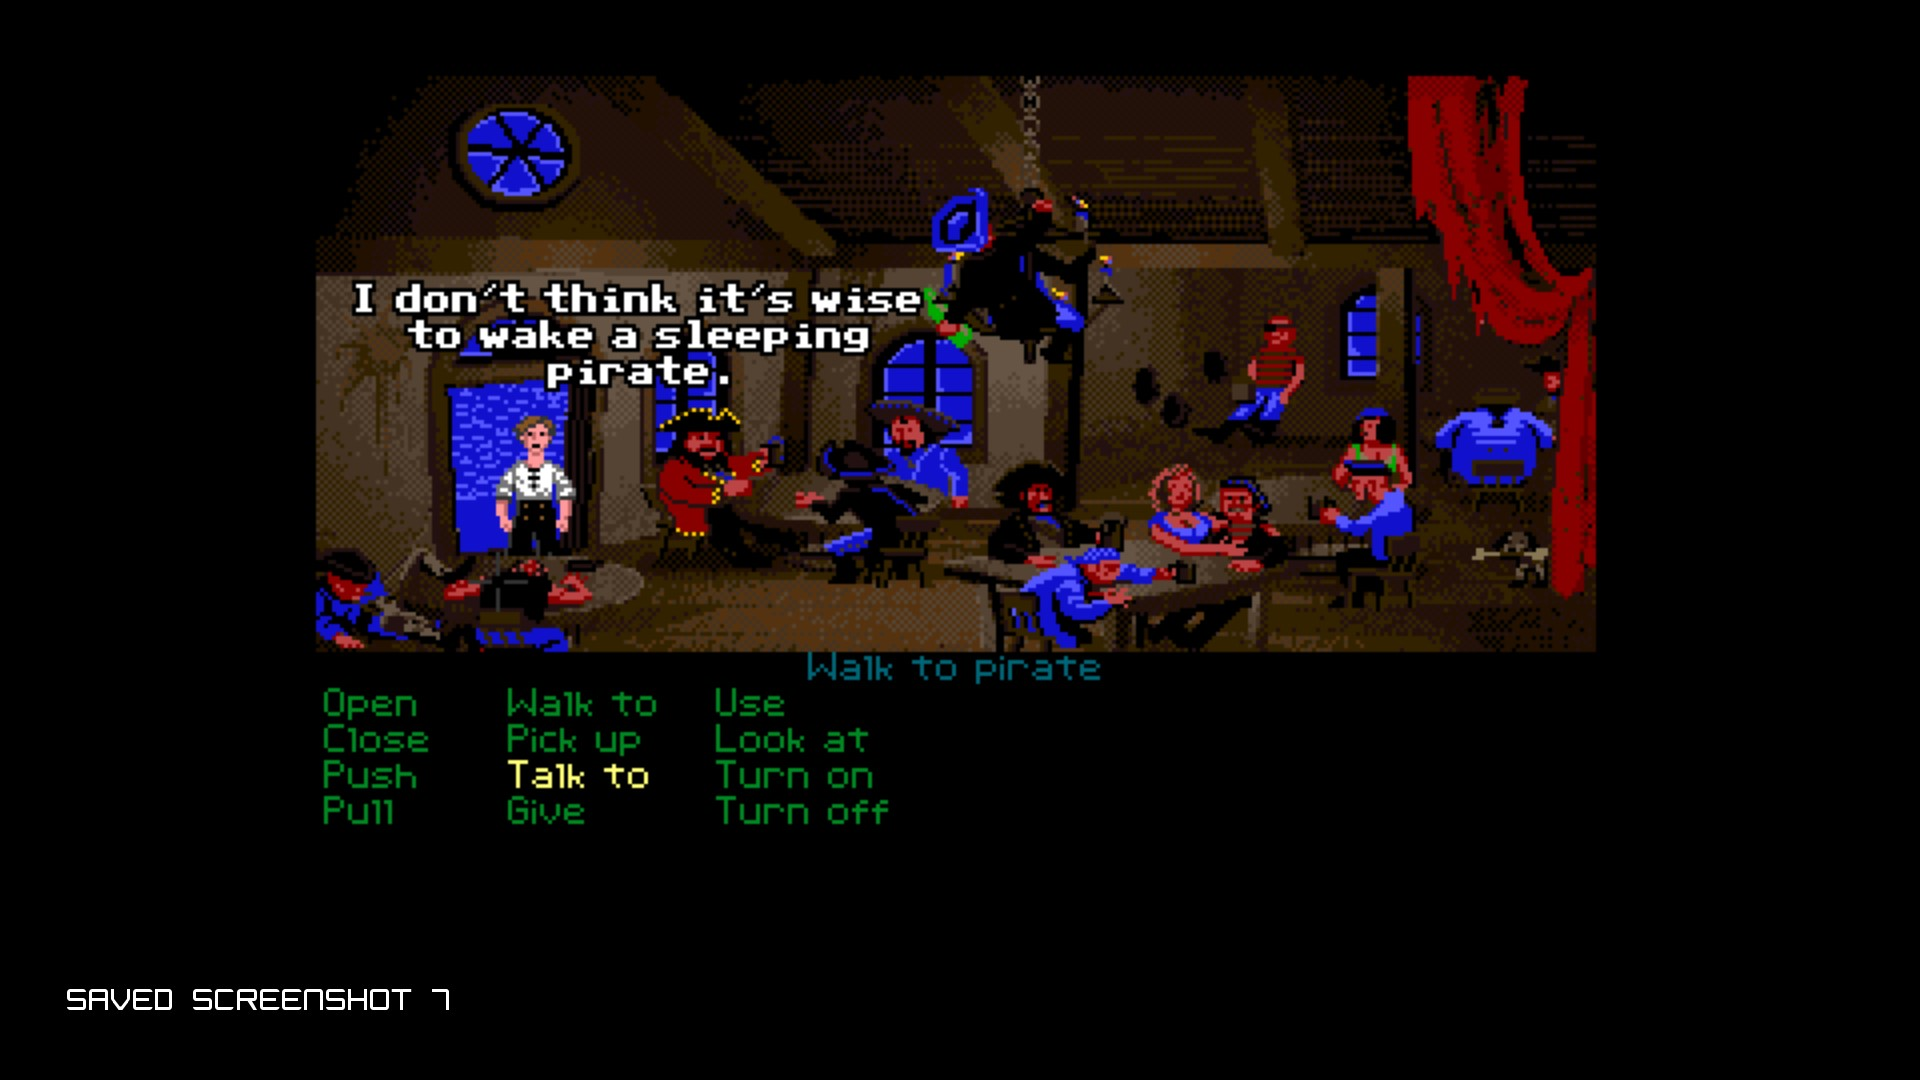 I don't think it's wise
to wake a sleeping
pirate.
Walk to pirate
Open Walk to Use
Close Pick up Look at
Push Talk to Turn on
Pull Give Turn off
SAVED SCREENSHOT 7